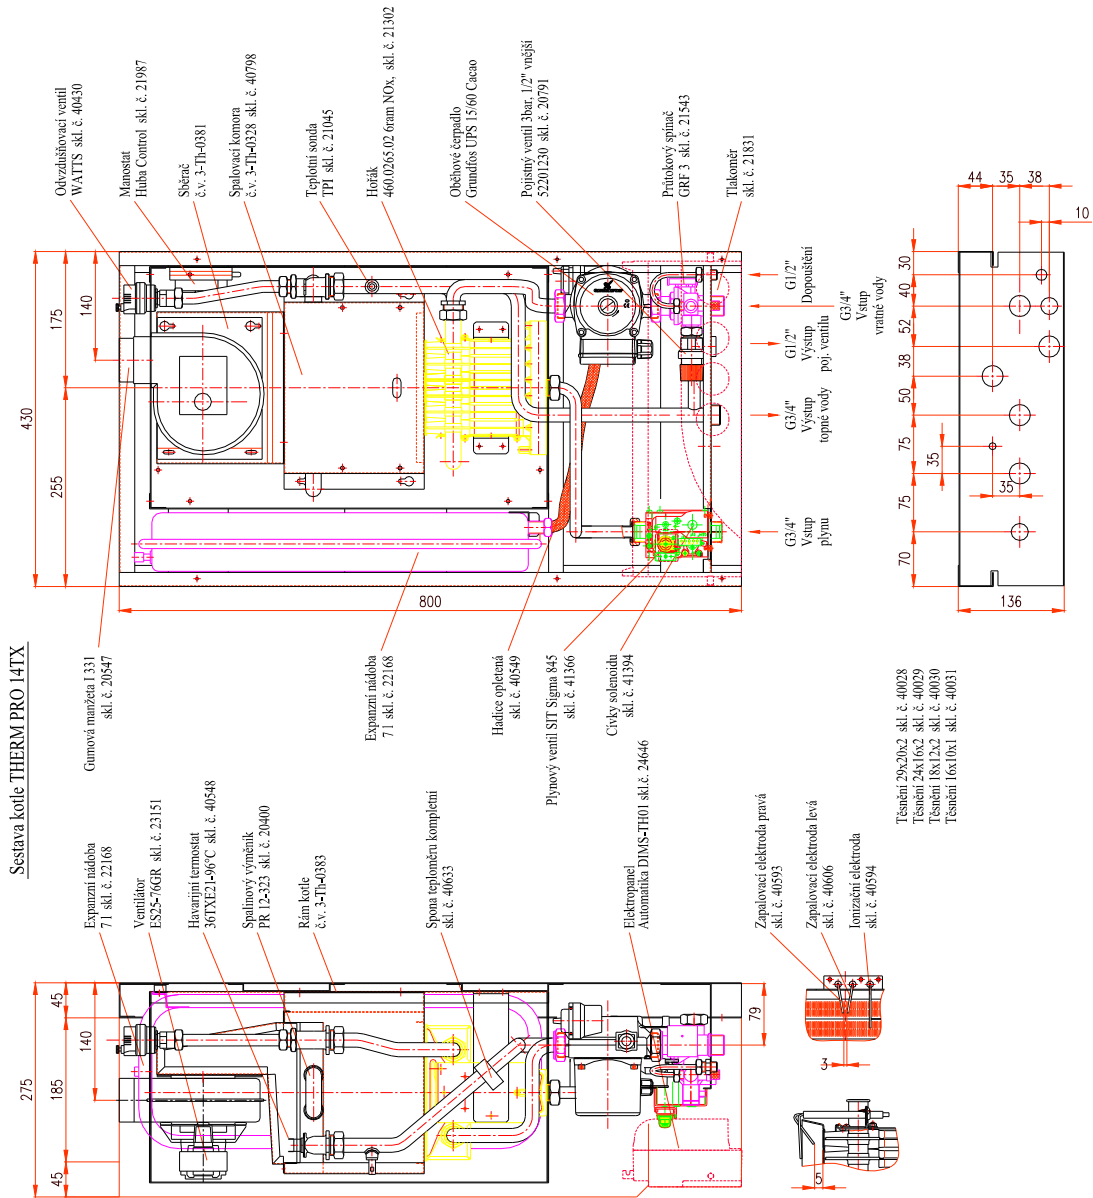 Sestava kotle THERM PRO 14TX
Odvzdušňovací ventil
WATTS skl. č. 40430
Manostat
Huba Control skl. č. 21987
Sběrač
č.v. 3-Th-0381
Spalovací komora
č.v. 3-Th-0328 skl. č. 40798
Teplotní sonda
TPI skl. č. 21045
Hořák
460.0265.02 6ram NOx, skl. č. 21302
Oběhové čerpadlo
Grundfos UPS 15/60 Cacao
Pojistný ventil 3bar, 1/2" vnější
52201230 skl. č. 20791
Průtokový spínač
GRF 3 skl. č. 21543
Tlakoměr
skl. č. 21831
430
175
255
140
800
G1/2"
Dopouštění
G3/4"
Vstup
vratné vody
G1/2"
Výstup
poj. ventilu
G3/4"
Výstup
topné vody
G3/4"
Vstup
plynu
44
35
38
10
30
40
52
38
50
75
35
35
75
70
136
Gumová manžeta I 331
skl. č. 20547
Expanzní nádoba
7 l skl. č. 22168
Hadice opletená
skl. č. 40549
Plynový ventil SIT Sigma 845
skl. č. 41366
Cívky solenoidu
skl. č. 41394
Těsnění 29x20x2 skl. č. 40028
Těsnění 24x16x2 skl. č. 40029
Těsnění 18x12x2 skl. č. 40030
Těsnění 16x10x1 skl. č. 40031
Expanzní nádoba
7 l skl. č. 22168
Ventilátor
ES25-76GR skl. č. 23151
Havarijní termostat
36TXE21-96°C skl. č. 40548
Spalinový výměník
PR 12-323 skl. č. 20400
Rám kotle
č.v. 3-Th-0383
Spona teploměru kompletní
skl. č. 40633
Elektropanel
Automatika DIMS-TH01 skl.č. 24646
Zapalovací elektroda pravá
skl. č. 40593
Zapalovací elektroda levá
skl. č. 40606
Ionizační elektroda
skl. č. 40594
275
45
185
45
140
79
3
5